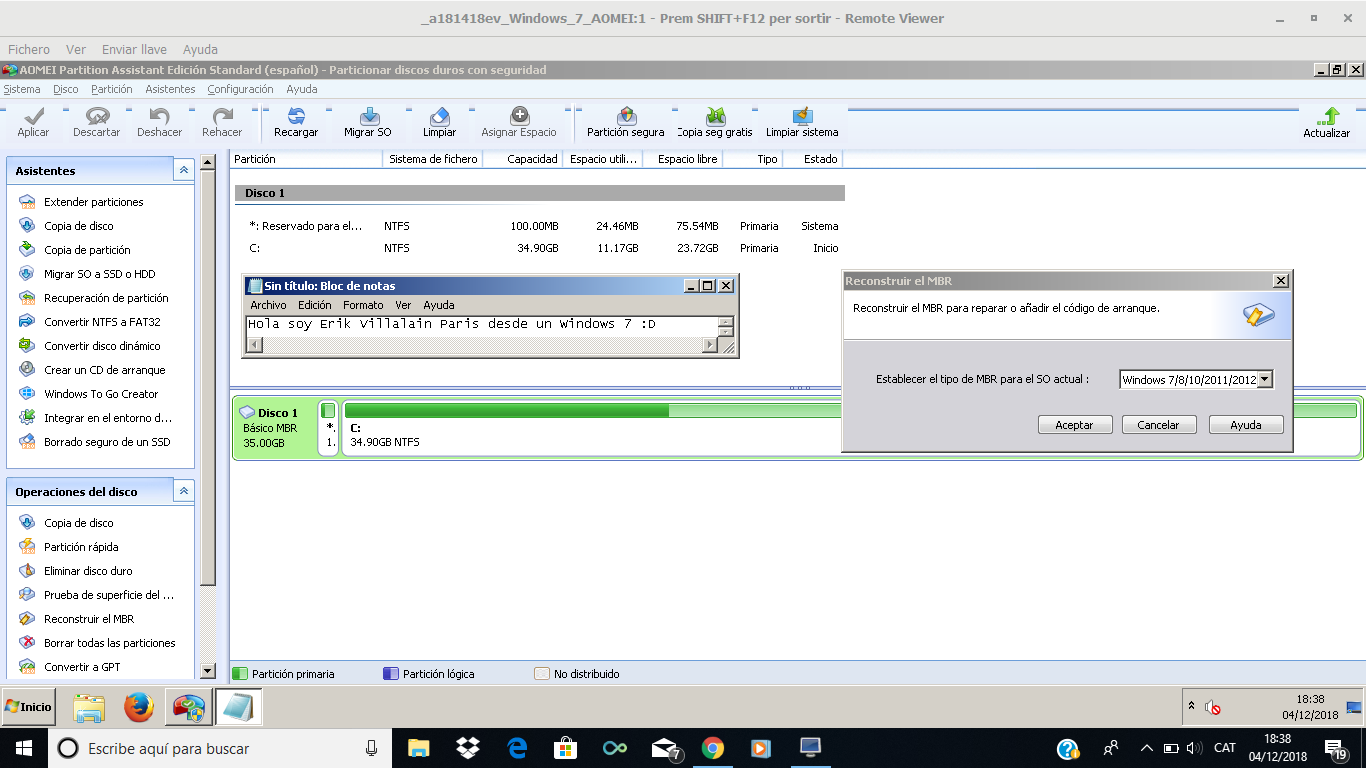 _a181418ev_Windows_7_AOMEI:1 - Prem SHIFT+F12 per sortir - Remote Viewer
Fichero Ver Enviar llave Ayuda
AOMEI Partition Assistant Edición Standard (español) - Particionar discos duros con seguridad
Sistema Disco Partición Asistentes Configuración Ayuda
Aplicar Descartar Deshacer Rehacer Recargar Migrar SO Limpiar Asignar Espacio Partición segura Copia seg gratis Limpiar sistema Actualizar
Asistentes
Extender particiones
Copia de disco
Copia de partición
Migrar SO a SSD o HDD
Recuperación de partición
Convertir NTFS a FAT32
Convertir disco dinámico
Crear un CD de arranque
Windows To Go Creator
Integrar en el entorno d...
Borrado seguro de un SSD
Operaciones del disco
Copia de disco
Partición rápida
Eliminar disco duro
Prueba de superficie del ...
Reconstruir el MBR
Borrar todas las particiones
Convertir a GPT
Partición Sistema de fichero Capacidad Espacio utili... Espacio libre Tipo Estado
Disco 1
*: Reservado para el... NTFS 100.00MB 24.46MB 75.54MB Primaria Sistema
C: NTFS 34.90GB 11.17GB 23.72GB Primaria Inicio
Sin título: Bloc de notas
Archivo Edición Formato Ver Ayuda
Hola soy Erik Villalain Paris desde un Windows 7 :D
Reconstruir el MBR
Reconstruir el MBR para reparar o añadir el código de arranque.
Establecer el tipo de MBR para el SO actual :
Windows 7/8/10/2011/2012
Aceptar Cancelar Ayuda
Disco 1
Básico MBR
35.00GB
*.
1.
C:
34.90GB NTFS
Partición primaria Partición lógica No distribuido
Inicio
18:38
04/12/2018
Escribe aquí para buscar
7
CAT
18:38
04/12/2018
19